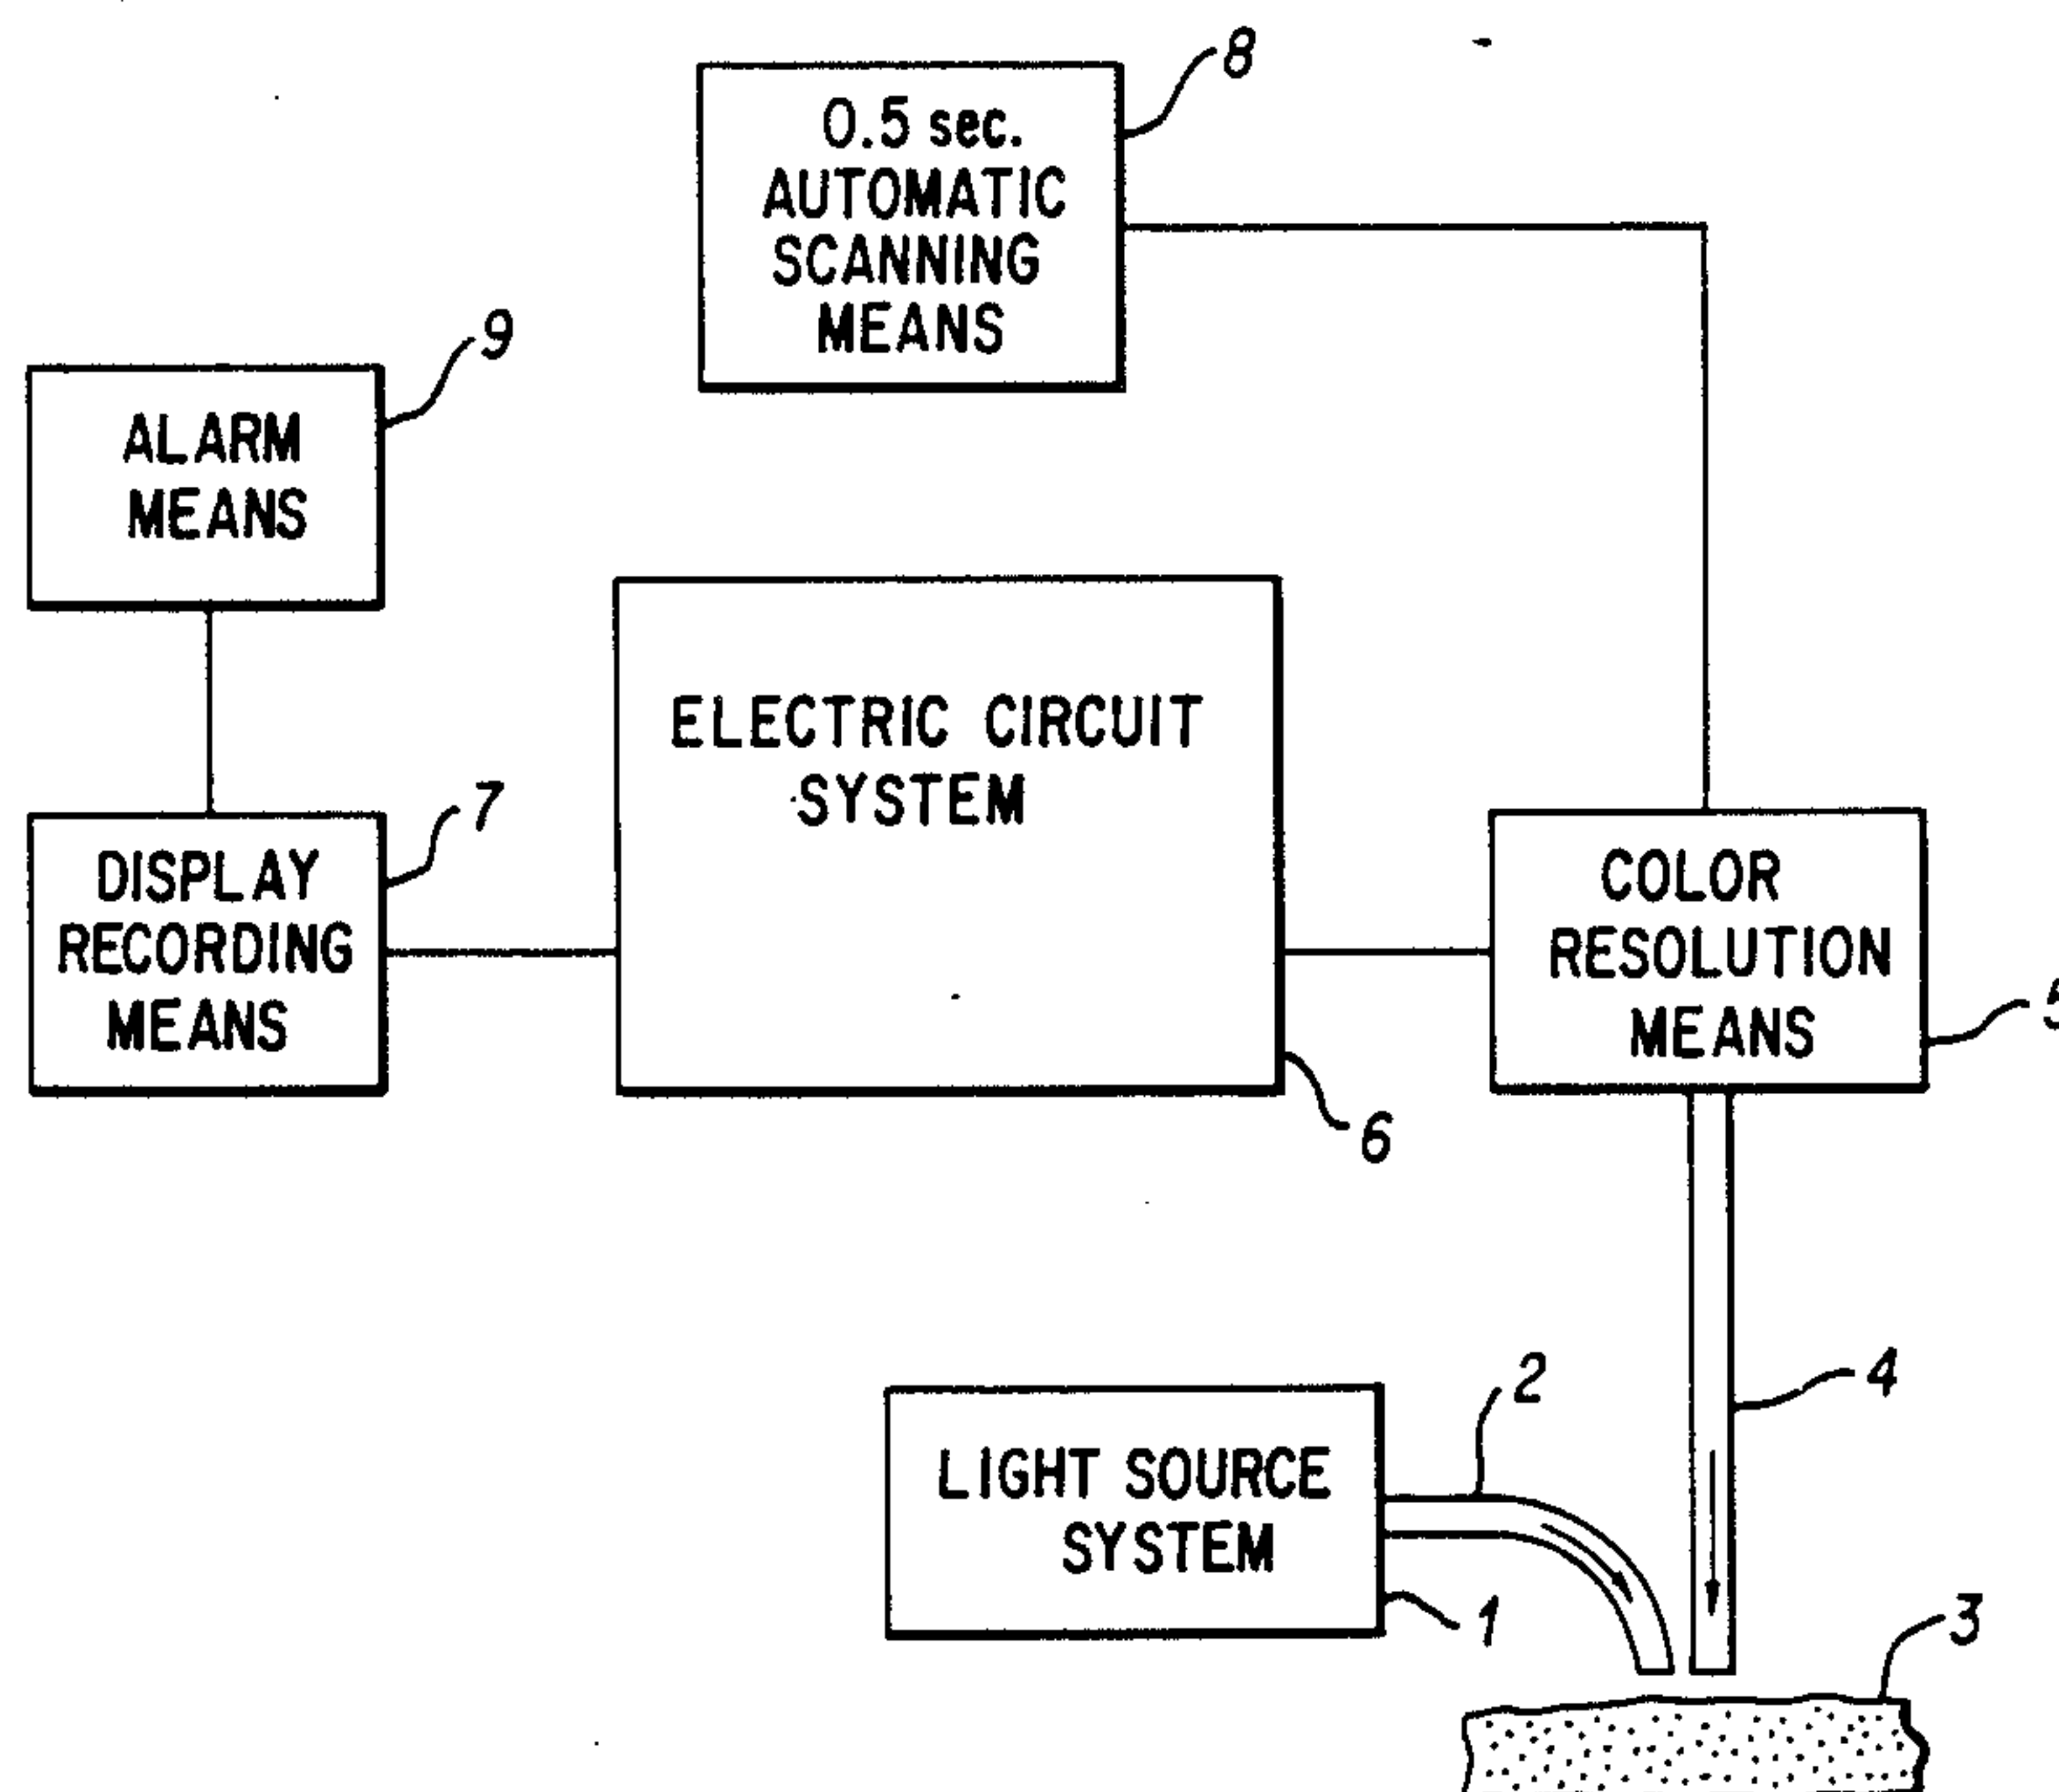 8
0.5 sec.
AUTOMATIC
SCANNING
MEANS
9
ALARM
MEANS
ELECTRIC CIRCUIT
SYSTEM
7
DISPLAY
RECORDING
MEANS
COLOR
RESOLUTION
MEANS
5
6
4
2
LIGHT SOURCE
SYSTEM
1
3